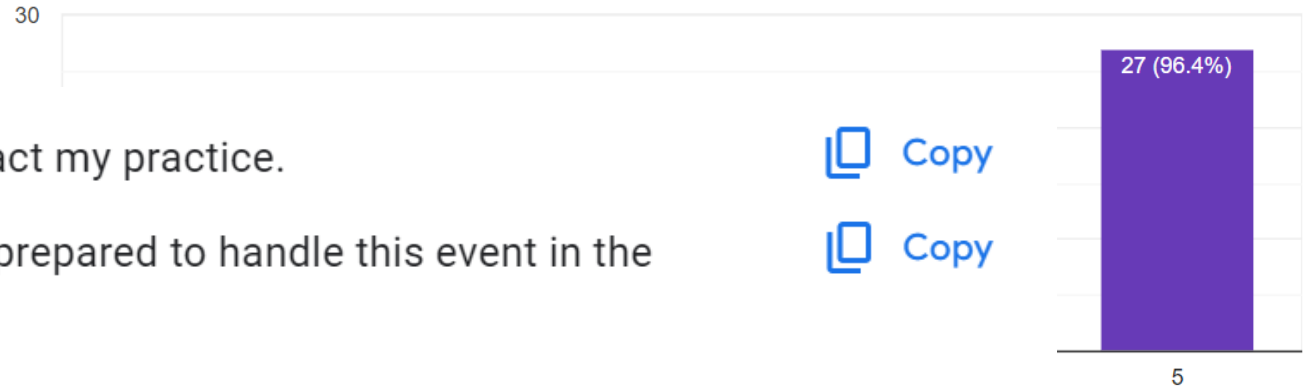 30
27 (96.4%)
act my practice.
Copy
prepared to handle this event in the
Copy
5